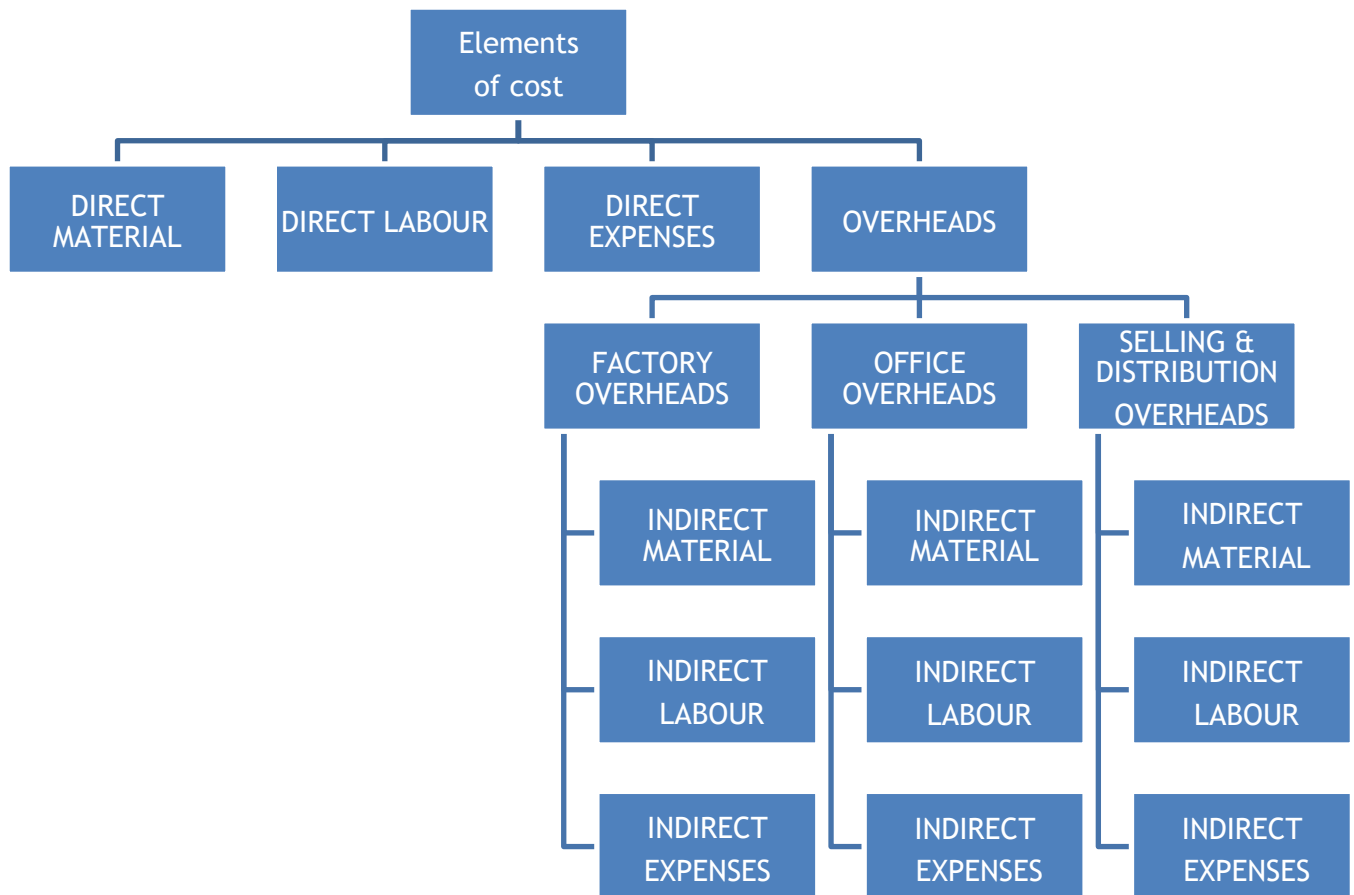 Elements
of cost
DIRECT
MATERIAL
DIRECT LABOUR
DIRECT
EXPENSES
OVERHEADS
FACTORY
OVERHEADS
OFFICE
OVERHEADS
SELLING &
DISTRIBUTION
OVERHEADS
INDIRECT
MATERIAL
INDIRECT
MATERIAL
INDIRECT
MATERIAL
INDIRECT
LABOUR
INDIRECT
LABOUR
INDIRECT
LABOUR
INDIRECT
EXPENSES
INDIRECT
EXPENSES
INDIRECT
EXPENSES